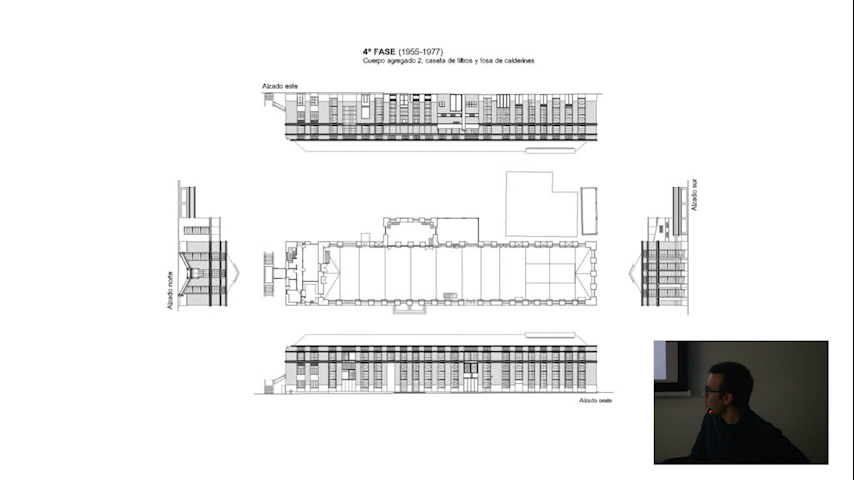 4ª FASE (1955-1977)
Cuerpo agregado 2, caseta de filtros y fosa de calderines
Alzado este
Alzado sur
Alzado norte
Alzado oeste